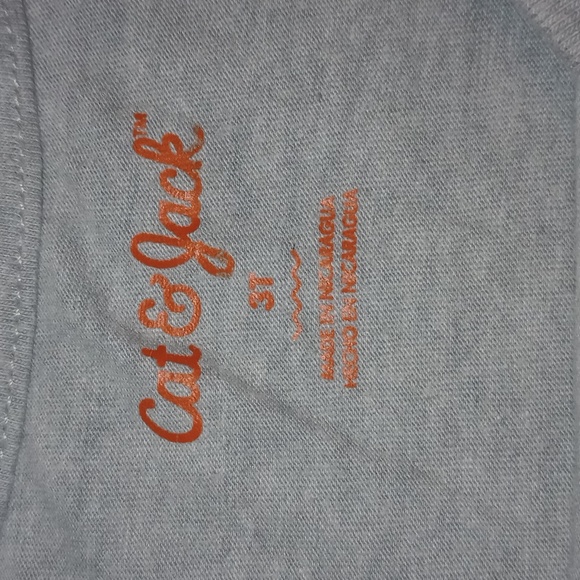 Cat & Jack™
3T
MADE IN NICARAGUA
HECHO EN NICARAGUA